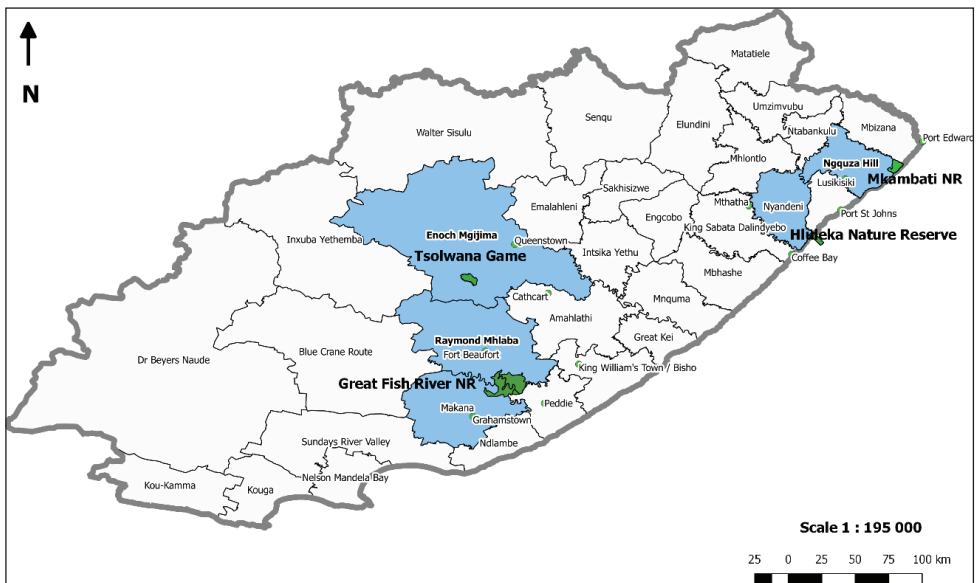 N
Matatiele
Umzimvubu
Senqu
Elundini
Ntabankulu
Mbizana
Walter Sisulu
Port Edward
Mhlontlo
Ngquza Hill
Lusikisiki
Mkambati NR
Sakhisizwe
Emalahleni
Mthatha
Nyandeni
Engcobo
Port St Johns
King Sabata Dalindyebo
Hluleka Nature Reserve
Inxuba Yethemba
Enoch Mgijima
Queenstown
Intsika Yethu
Coffee Bay
Tsolwana Game
Mbhashe
Cathcart
Mnquma
Amahlathi
Great Kei
Raymond Mhlaba
Fort Beaufort
Dr Beyers Naude
Blue Crane Route
King William's Town / Bisho
Great Fish River NR
Makana
Peddie
Grahamstown
Sundays River Valley
Ndlambe
Nelson Mandela Bay
Kou-Kamma
Kouga
Scale 1 : 195 000
25 0 25 50 75 100 km